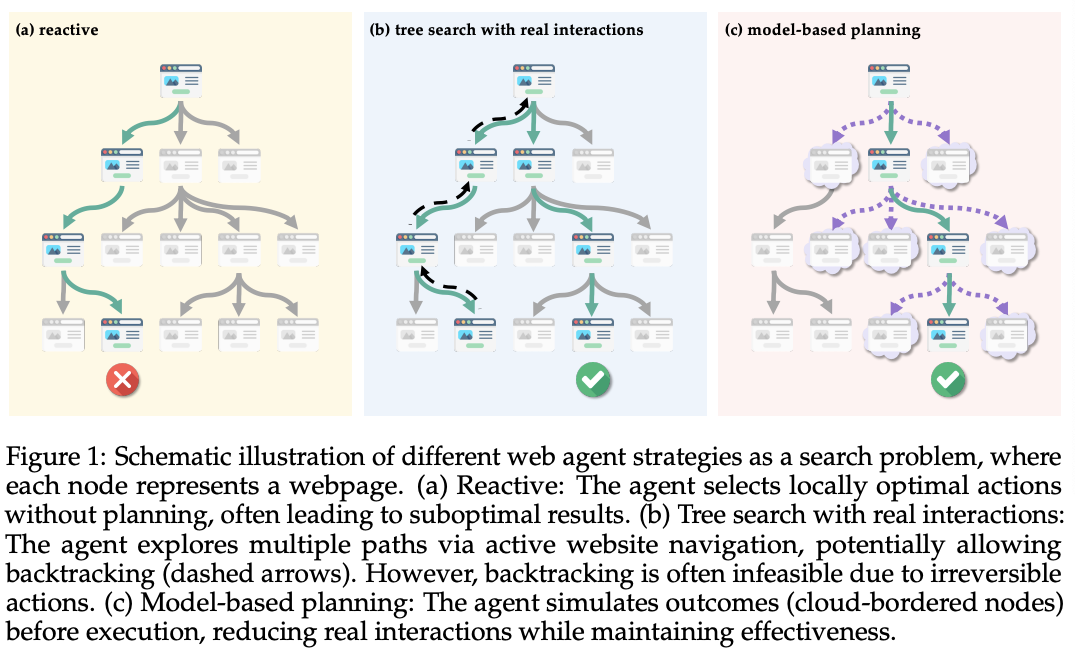 (a) reactive
(b) tree search with real interactions
(c) model-based planning
Figure 1: Schematic illustration of different web agent strategies as a search problem, where
each node represents a webpage. (a) Reactive: The agent selects locally optimal actions
without planning, often leading to suboptimal results. (b) Tree search with real interactions:
The agent explores multiple paths via active website navigation, potentially allowing
backtracking (dashed arrows). However, backtracking is often infeasible due to irreversible
actions. (c) Model-based planning: The agent simulates outcomes (cloud-bordered nodes)
before execution, reducing real interactions while maintaining effectiveness.